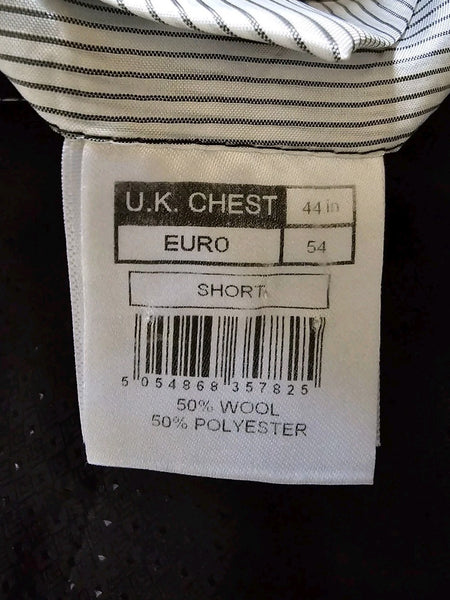 U.K. CHEST 44 in
EURO 54
SHORT
5 054868 357825
50% WOOL
50% POLYESTER